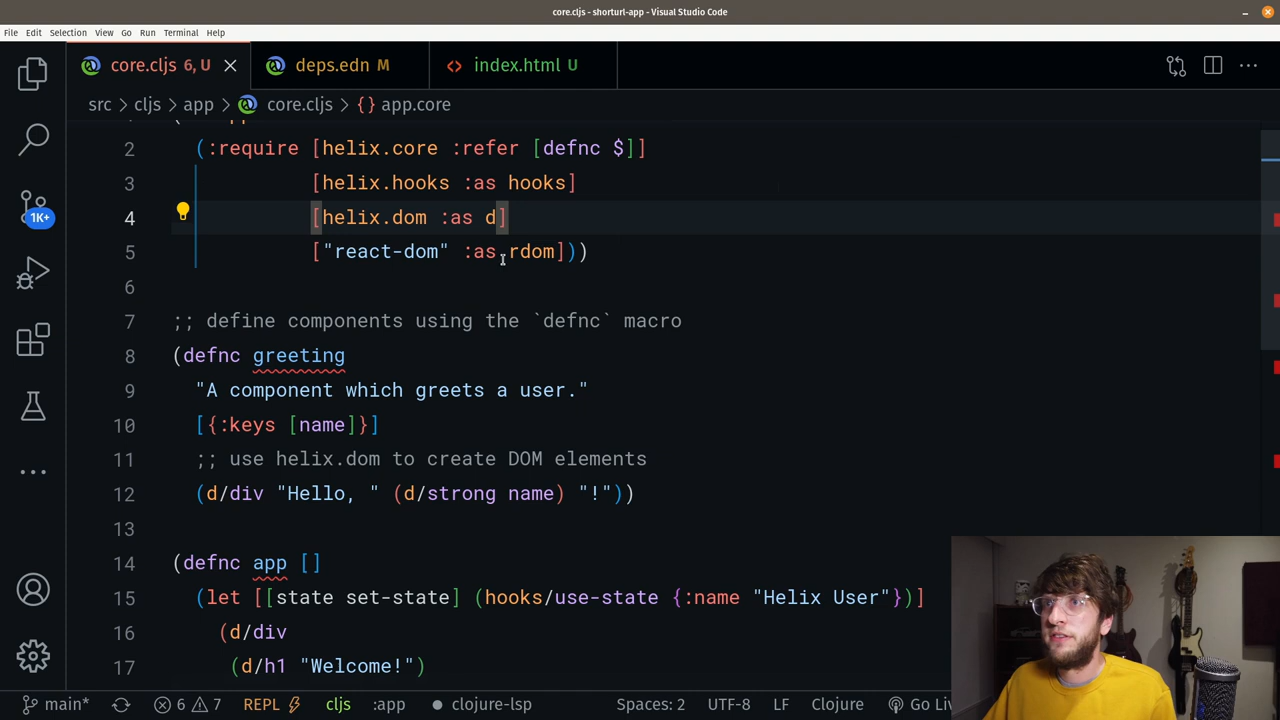 core.cljs - shorturl-app - Visual Studio Code
File Edit Selection View Go Run Terminal Help
core.cljs 6, U
deps.edn M
index.html U
src > cljs > app > core.cljs > {} app.core
2 (:require [helix.core :refer [defnc $]]
3 [helix.hooks :as hooks]
4 [helix.dom :as d]
5 ["react-dom" :as rdom]))
6
7 ;; define components using the `defnc` macro
8 (defnc greeting
9 "A component which greets a user."
10 [{:keys [name]}]
11 ;; use helix.dom to create DOM elements
12 (d/div "Hello, " (d/strong name) "!"))
13
14 (defnc app []
15 (let [[state set-state] (hooks/use-state {:name "Helix User"})]
16 (d/div
17 (d/h1 "Welcome!")
1K+
main* 6 7 REPL cljs :app clojure-lsp Spaces: 2 UTF-8 LF Clojure Go Liv